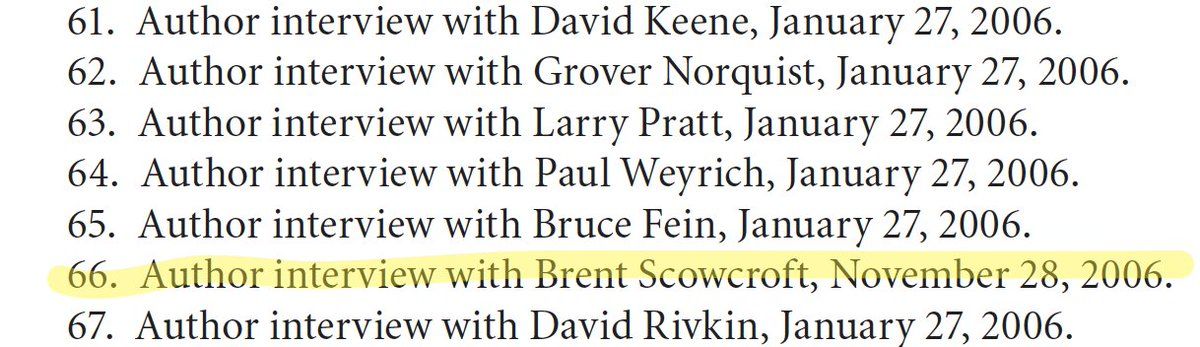 61. Author interview with David Keene, January 27, 2006.
62. Author interview with Grover Norquist, January 27, 2006.
63. Author interview with Larry Pratt, January 27, 2006.
64. Author interview with Paul Weyrich, January 27, 2006.
65. Author interview with Bruce Fein, January 27, 2006.
66. Author interview with Brent Scowcroft, November 28, 2006.
67. Author interview with David Rivkin, January 27, 2006.